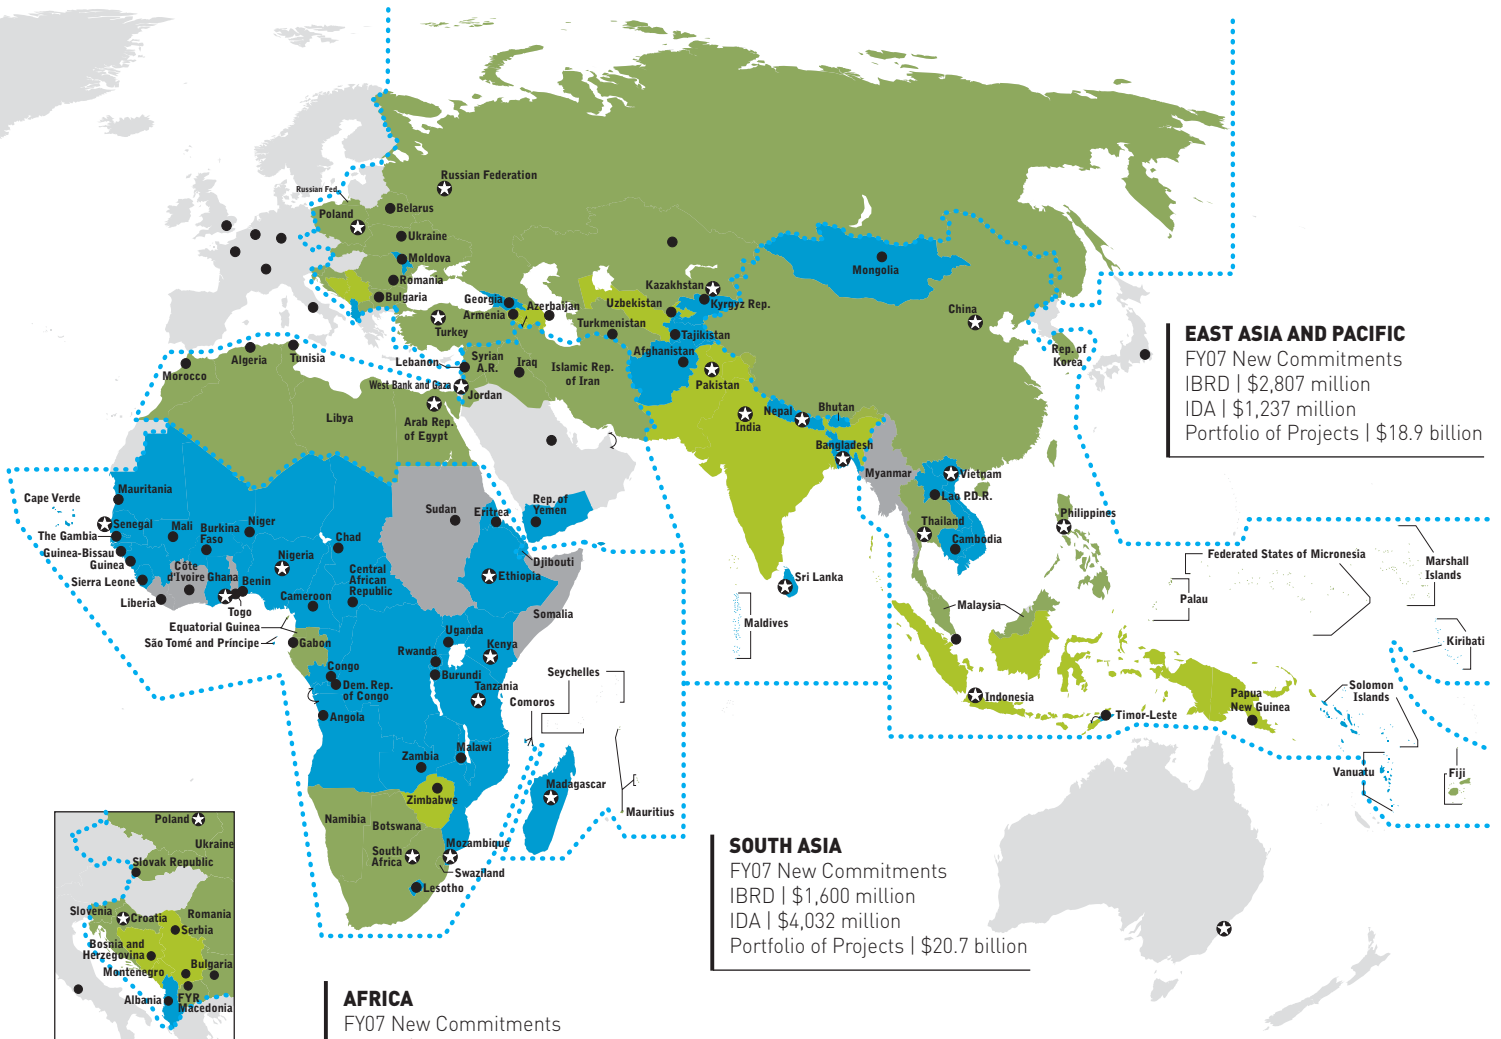 Russian Federation
Russian Fed.
Poland
Belarus
Ukraine
Moldova
Romania
Bulgaria
Georgia
Armenia
Azerbaijan
Turkey
Kazakhstan
Uzbekistan
Kyrgyz Rep.
Turkmenistan
Tajikistan
Afghanistan
Mongolia
China
Rep. of
Korea
EAST ASIA AND PACIFIC
FY07 New Commitments
IBRD | $2,807 million
IDA | $1,237 million
Portfolio of Projects | $18.9 billion
Morocco
Algeria
Tunisia
Lebanon
Syrian
A.R.
Iraq
Islamic Rep.
of Iran
West Bank and Gaza
Jordan
Libya
Arab Rep.
of Egypt
Pakistan
India
Nepal
Bhutan
Bangladesh
Myanmar
Vietnam
Lao P.D.R.
Thailand
Cambodia
Philippines
Cape Verde
Mauritania
Senegal
The Gambia
Guinea-Bissau
Guinea
Sierra Leone
Liberia
Mali
Burkina
Faso
Niger
Nigeria
Côte
d'Ivoire
Ghana
Benin
Togo
Cameroon
Chad
Central
African
Republic
Sudan
Eritrea
Rep. of
Yemen
Djibouti
Ethiopia
Somalia
Equatorial Guinea
São Tomé and Príncipe
Gabon
Congo
Dem. Rep.
of Congo
Angola
Uganda
Kenya
Rwanda
Burundi
Tanzania
Seychelles
Comoros
Malawi
Zambia
Zimbabwe
Madagascar
Mauritius
Namibia
Botswana
Mozambique
South
Africa
Swaziland
Lesotho
Sri Lanka
Maldives
Malaysia
Indonesia
Timor-Leste
Papua
New Guinea
Federated States of Micronesia
Marshall
Islands
Palau
Kiribati
Solomon
Islands
Vanuatu
Fiji
SOUTH ASIA
FY07 New Commitments
IBRD | $1,600 million
IDA | $4,032 million
Portfolio of Projects | $20.7 billion
Poland
Ukraine
Slovak Republic
Slovenia
Croatia
Romania
Serbia
Bosnia and
Herzegovina
Montenegro
Bulgaria
Albania
FYR
Macedonia
AFRICA
FY07 New Commitments